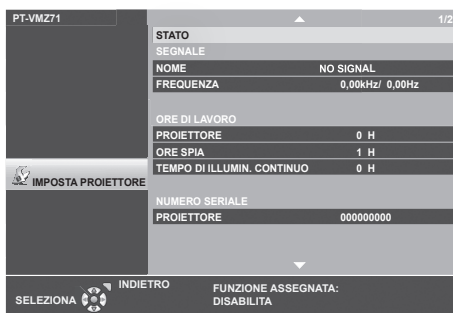 PT-VMZ71
1/2
STATO
SEGNALE
NOME NO SIGNAL
FREQUENZA 0,00kHz/ 0,00Hz
ORE DI LAVORO
PROIETTORE 0 H
ORE SPIA 1 H
TEMPO DI ILLUMIN. CONTINUO 0 H
IMPOSTA PROIETTORE
NUMERO SERIALE
PROIETTORE 000000000
INDIETRO
SELEZIONA
FUNZIONE ASSEGNATA:
DISABILITA